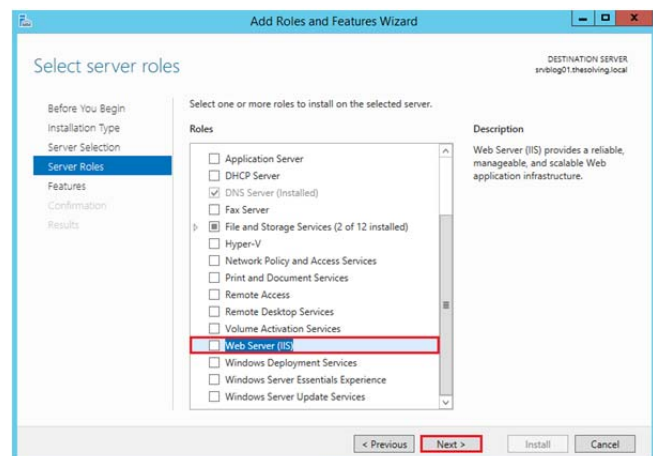 Add Roles and Features Wizard
Select server roles
DESTINATION SERVER
srvblog01.thesolving.local
Before You Begin
Installation Type
Server Selection
Server Roles
Features
Confirmation
Results
Select one or more roles to install on the selected server.
Roles
Application Server
DHCP Server
DNS Server (Installed)
Fax Server
File and Storage Services (2 of 12 installed)
Hyper-V
Network Policy and Access Services
Print and Document Services
Remote Access
Remote Desktop Services
Volume Activation Services
Web Server (IIS)
Windows Deployment Services
Windows Server Essentials Experience
Windows Server Update Services
Description
Web Server (IIS) provides a reliable,
manageable, and scalable Web
application infrastructure.
< Previous
Next >
Install
Cancel